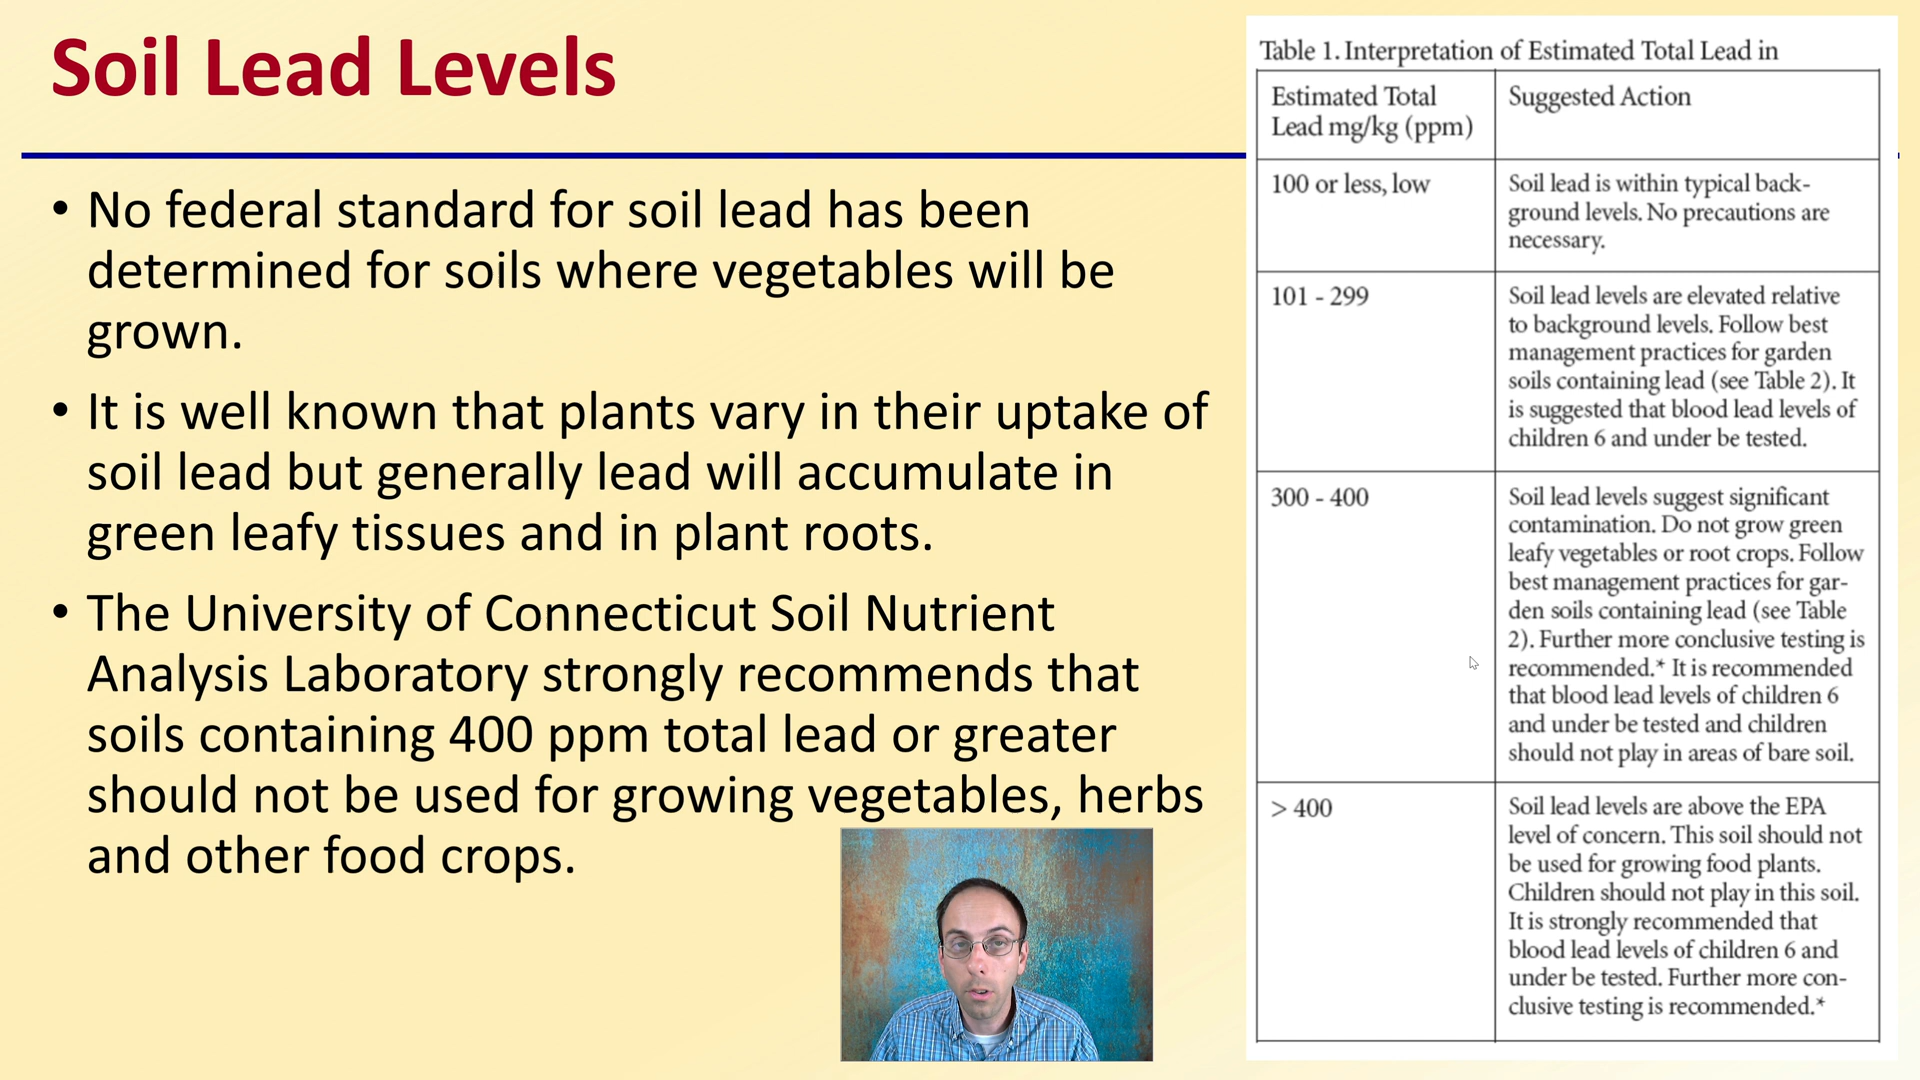 Soil Lead Levels
• No federal standard for soil lead has been
determined for soils where vegetables will be
grown.
• It is well known that plants vary in their uptake of
soil lead but generally lead will accumulate in
green leafy tissues and in plant roots.
• The University of Connecticut Soil Nutrient
Analysis Laboratory strongly recommends that
soils containing 400 ppm total lead or greater
should not be used for growing vegetables, herbs
and other food crops.
Table 1. Interpretation of Estimated Total Lead in
Estimated Total
Lead mg/kg (ppm)
Suggested Action
100 or less, low
Soil lead is within typical back-
ground levels. No precautions are
necessary.
101 - 299
Soil lead levels are elevated relative
to background levels. Follow best
management practices for garden
soils containing lead (see Table 2). It
is suggested that blood lead levels of
children 6 and under be tested.
300 - 400
Soil lead levels suggest significant
contamination. Do not grow green
leafy vegetables or root crops. Follow
best management practices for gar-
den soils containing lead (see Table
2). Further more conclusive testing is
recommended.* It is recommended
that blood lead levels of children 6
and under be tested and children
should not play in areas of bare soil.
> 400
Soil lead levels are above the EPA
level of concern. This soil should not
be used for growing food plants.
Children should not play in this soil.
It is strongly recommended that
blood lead levels of children 6 and
under be tested. Further more con-
clusive testing is recommended.*